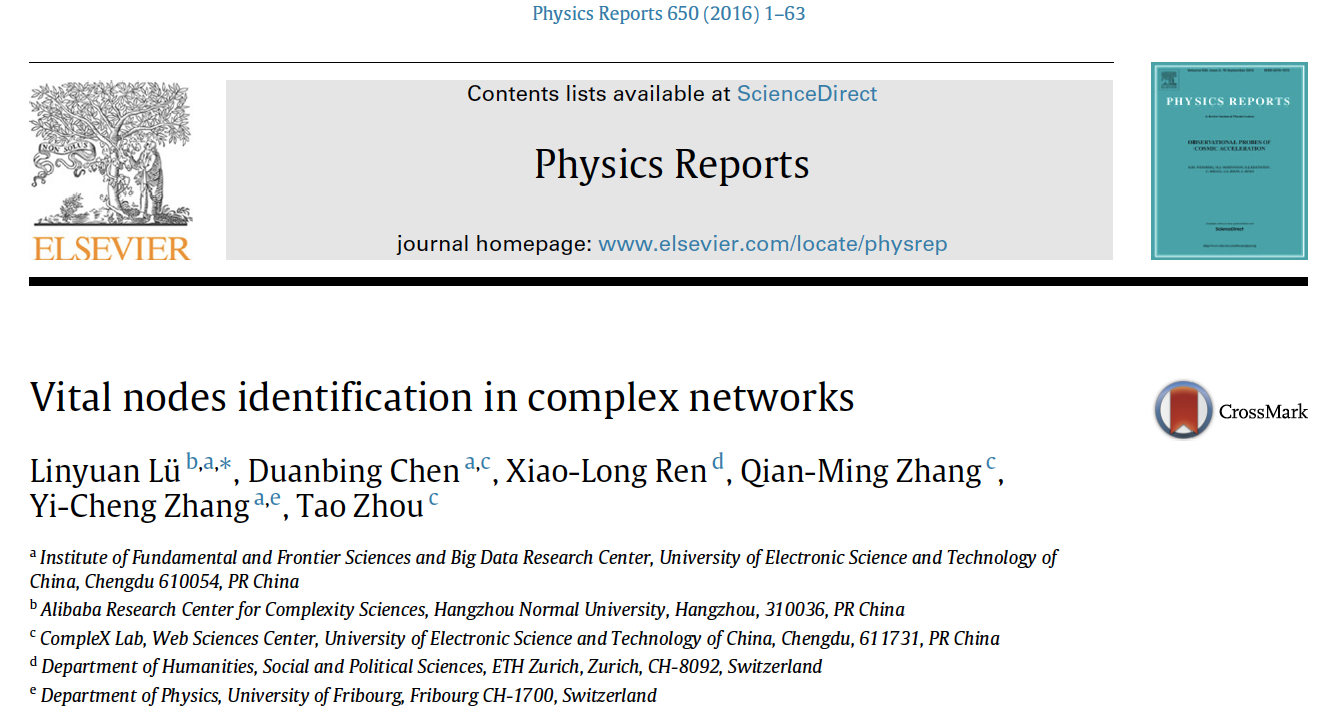 Physics Reports 650 (2016) 1–63
Contents lists available at ScienceDirect
Physics Reports
journal homepage: www.elsevier.com/locate/physrep
NON SOLUS
ELSEVIER
PHYSICS REPORTS
OBSERVATIONAL PROBES OF
COSMIC ACCELERATION
ScienceDirect
Vital nodes identification in complex networks
CrossMark
Linyuan Lü b,a,*, Duanbing Chen a,c, Xiao-Long Ren d, Qian-Ming Zhang c,
Yi-Cheng Zhang a,e, Tao Zhou c
a Institute of Fundamental and Frontier Sciences and Big Data Research Center, University of Electronic Science and Technology of
China, Chengdu 610054, PR China
b Alibaba Research Center for Complexity Sciences, Hangzhou Normal University, Hangzhou, 310036, PR China
c CompleX Lab, Web Sciences Center, University of Electronic Science and Technology of China, Chengdu, 611731, PR China
d Department of Humanities, Social and Political Sciences, ETH Zurich, Zurich, CH-8092, Switzerland
e Department of Physics, University of Fribourg, Fribourg CH-1700, Switzerland